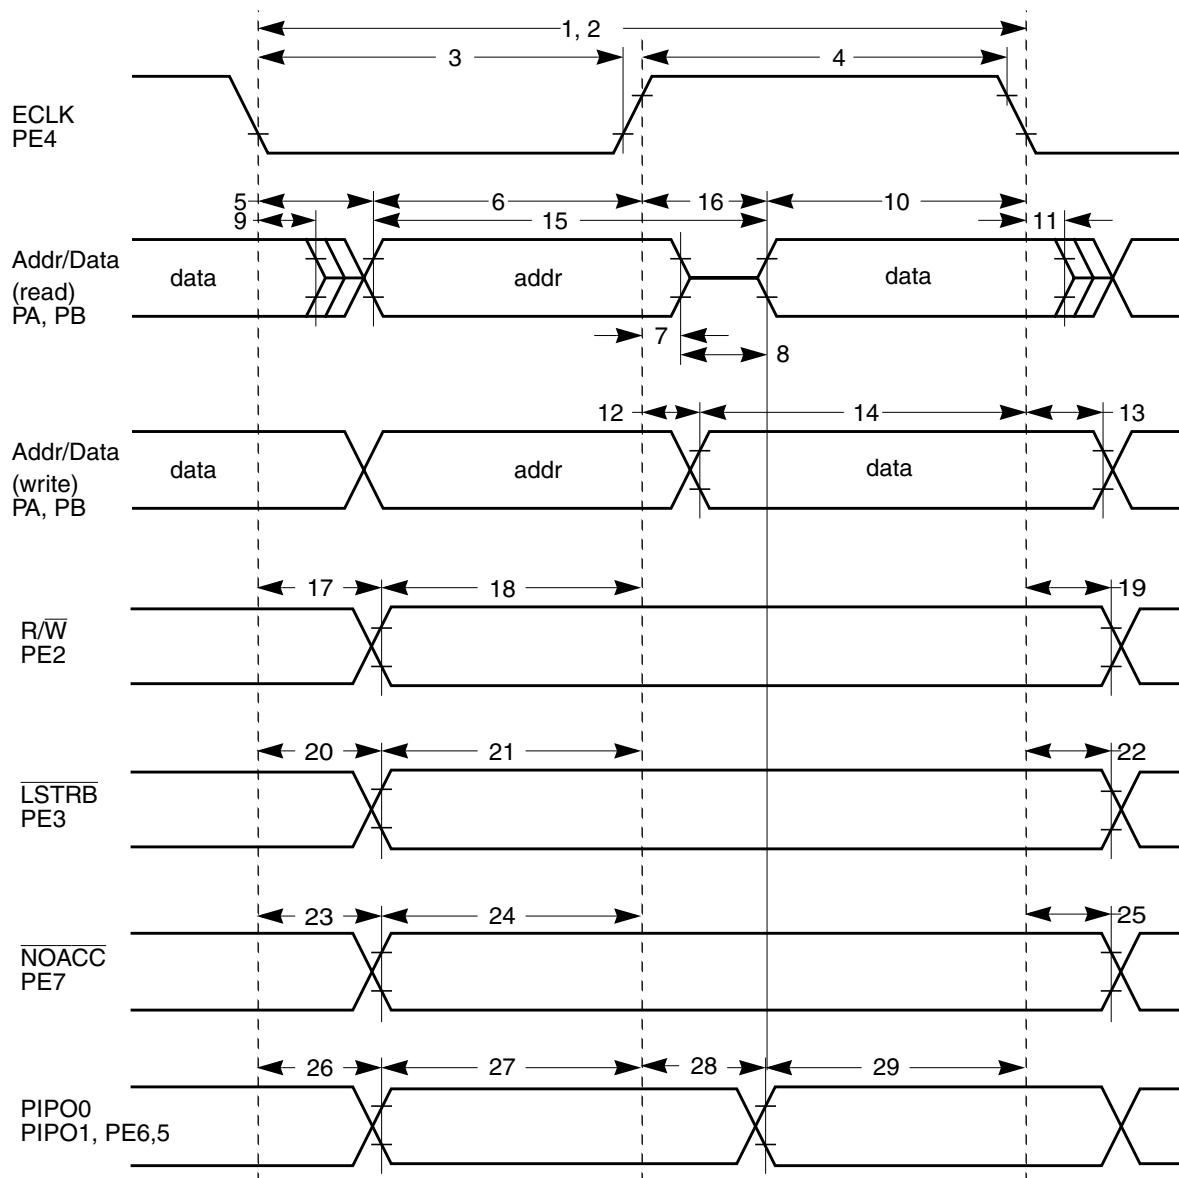 1, 2
3
4
ECLK
PE4
5
6
16
10
9
15
11
Addr/Data
(read)
PA, PB
data
addr
data
7
8
12
14
13
Addr/Data
(write)
PA, PB
data
addr
data
17
18
19
R/W̅
PE2
20
21
22
L̅S̅T̅R̅B̅
PE3
23
24
25
N̅O̅A̅C̅C̅
PE7
26
27
28
29
PIPO0
PIPO1, PE6,5